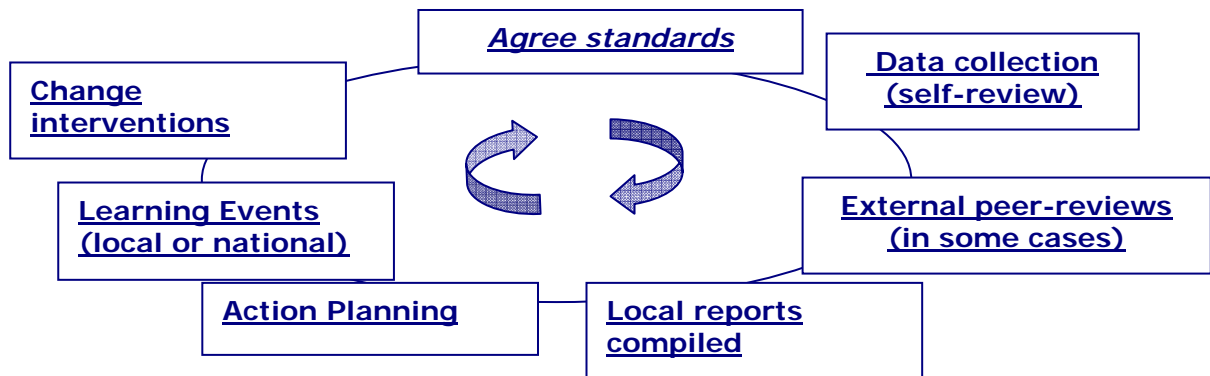 Agree standards
Data collection
(self-review)
External peer-reviews
(in some cases)
Local reports
compiled
Action Planning
Learning Events
(local or national)
Change
interventions